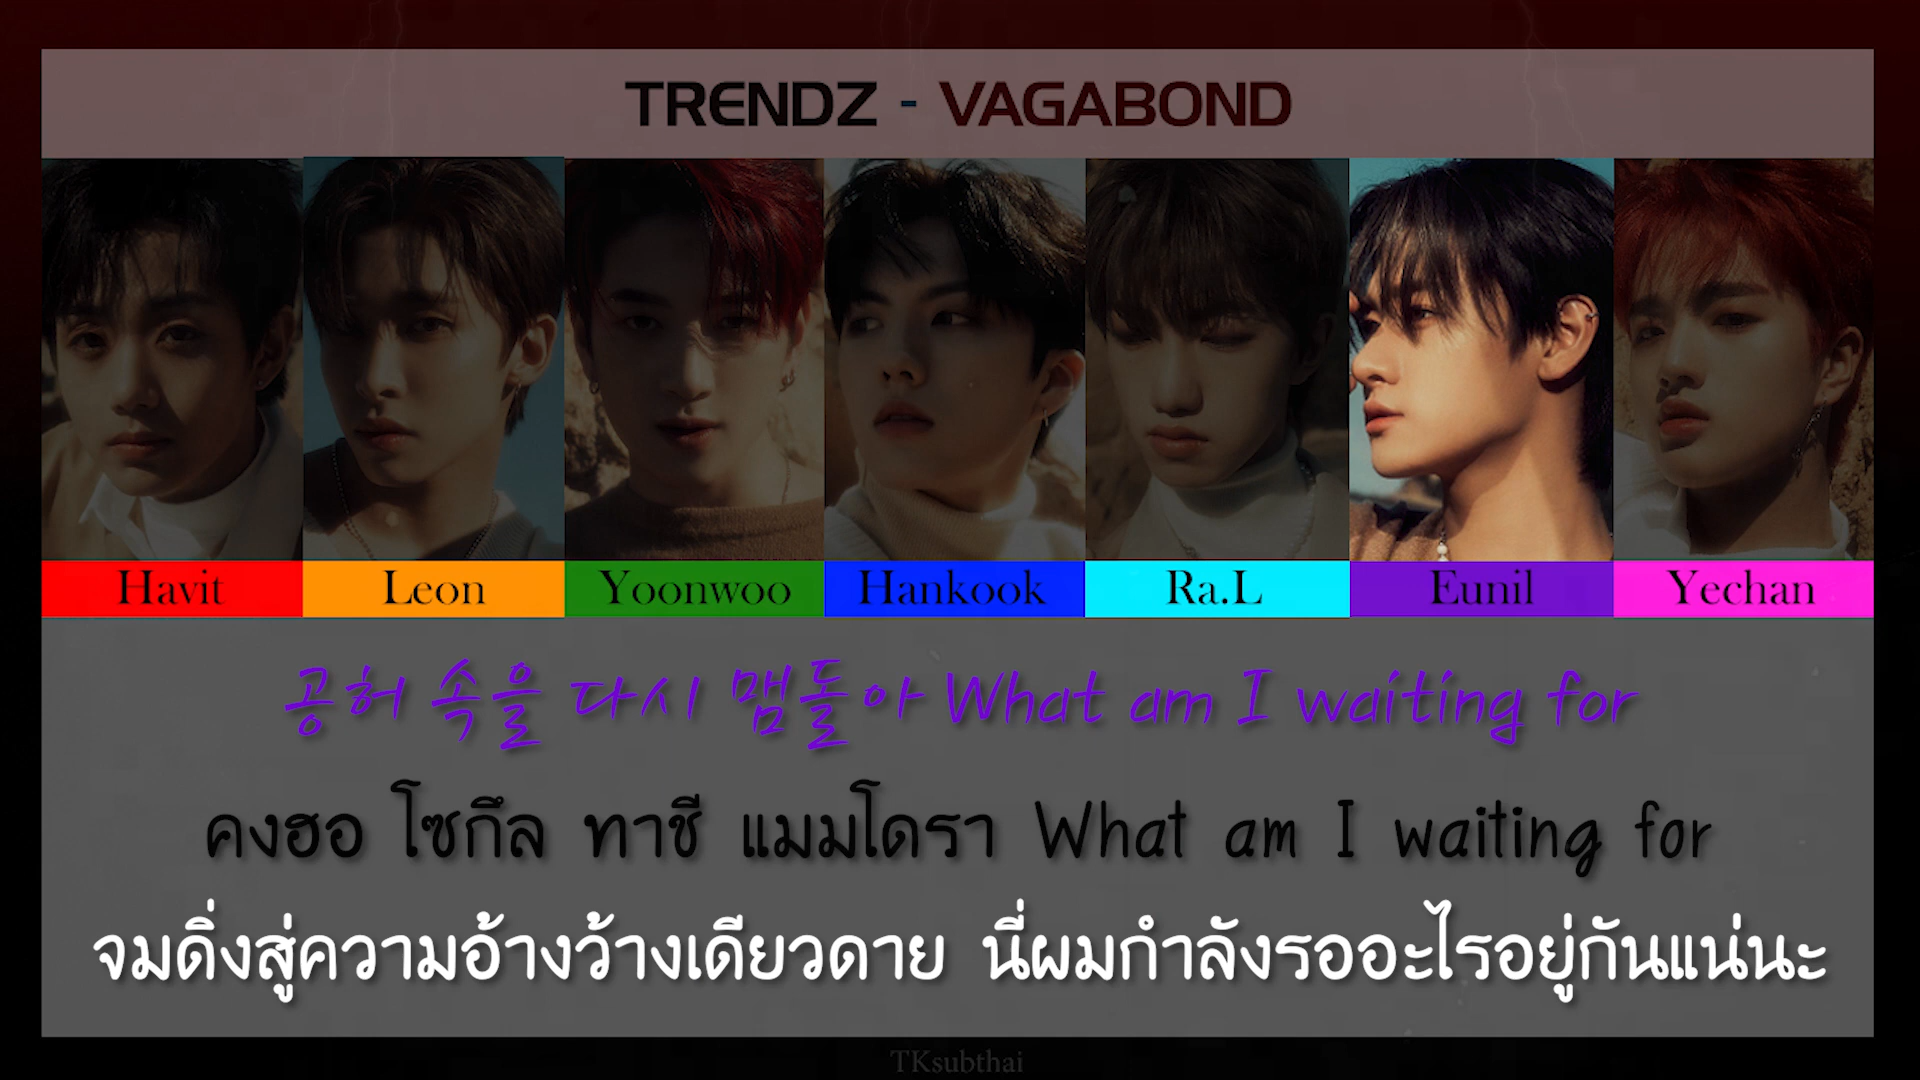 TRENDZ - VAGABOND
Havit Leon Yoonwoo Hankook Ra.L Eunil Yechan
공허 속을 다시 맴돌아 What am I waiting for
คงฮอ โซกึล ทาชี แมมโดรา What am I waiting for
จมดิ่งสู่ความอ้างว้างเดียวดาย นี่ผมกำลังรออะไรอยู่กันแน่นะ
TKsubthai